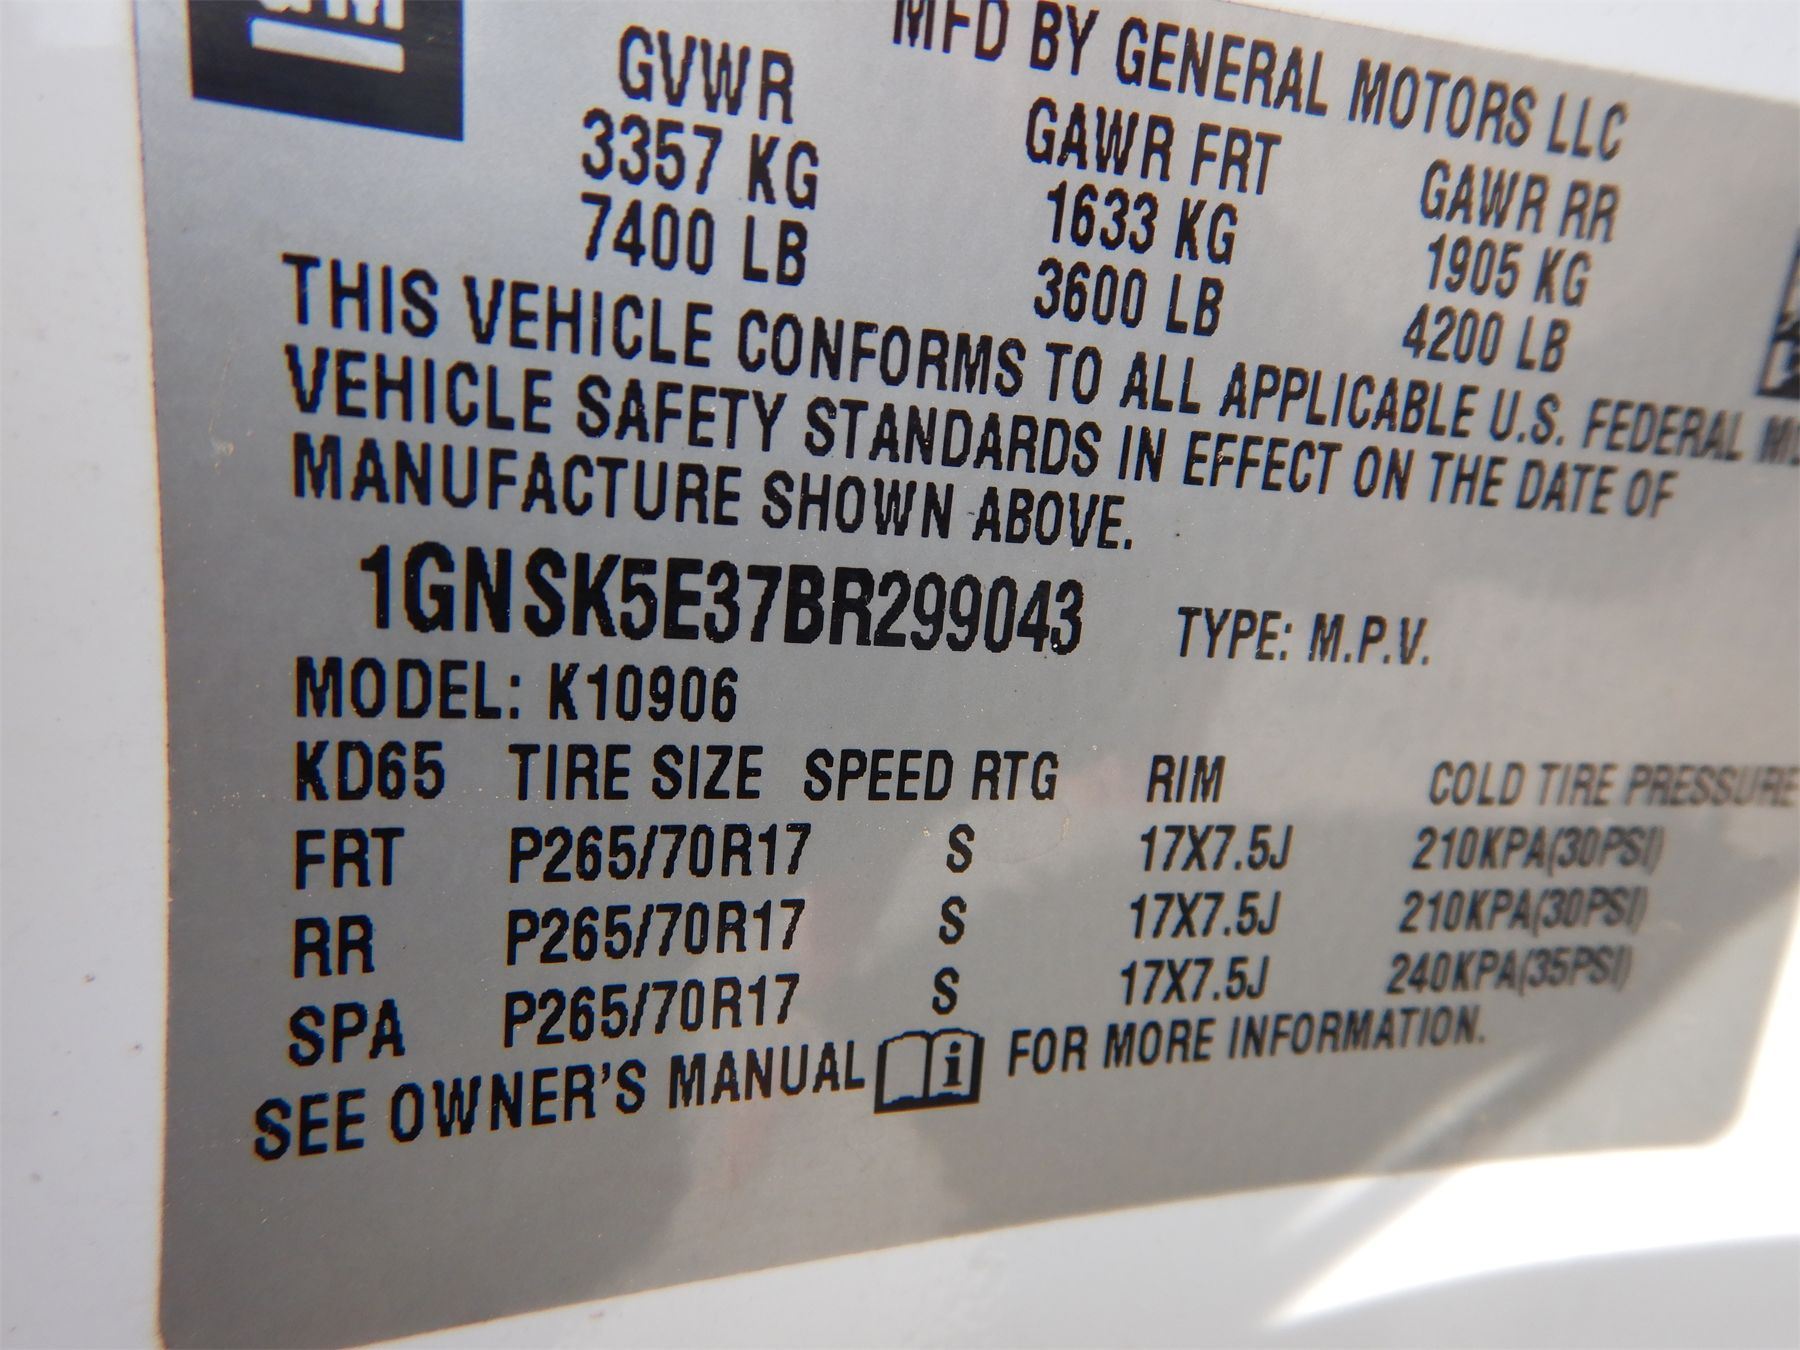 GM
MFD BY GENERAL MOTORS LLC
GVWR GAWR FRT GAWR RR
3357 KG 1633 KG 1905 KG
7400 LB 3600 LB 4200 LB
THIS VEHICLE CONFORMS TO ALL APPLICABLE U.S. FEDERAL
VEHICLE SAFETY STANDARDS IN EFFECT ON THE DATE OF
MANUFACTURE SHOWN ABOVE.
1GNSK5E37BR299043 TYPE: M.P.V.
MODEL: K10906
KD65 TIRE SIZE SPEED RTG RIM COLD TIRE PRESSURE
FRT P265/70R17 S 17X7.5J 210KPA(30PSI)
RR P265/70R17 S 17X7.5J 210KPA(30PSI)
SPA P265/70R17 S 17X7.5J 240KPA(35PSI)
SEE OWNER'S MANUAL i FOR MORE INFORMATION.